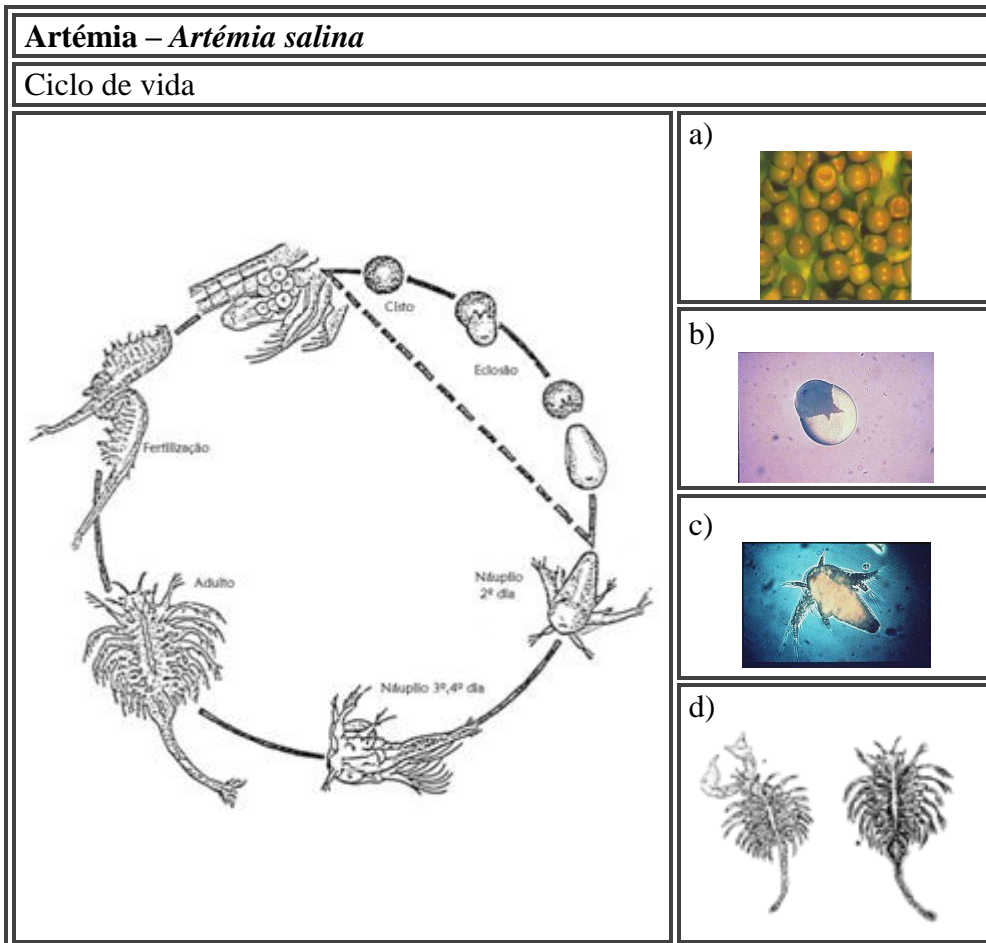 Artémia – Artémia salina
Ciclo de vida
Cisto
Eclosão
Fertilização
Adulto
Náuplio
2º dia
Náuplio 3º,4º dia
a)
b)
c)
d)